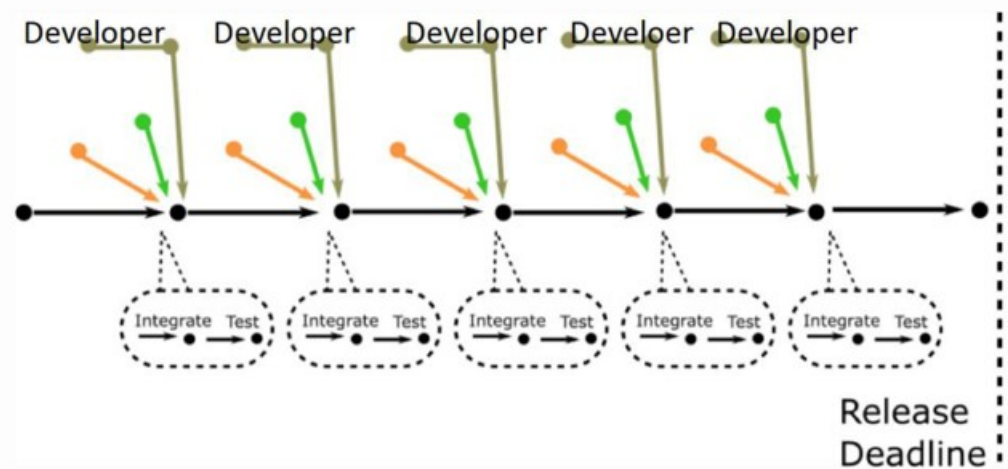 Developer Developer Developer Develoer Developer
Integrate Test Integrate Test Integrate Test Integrate Test Integrate Test
Release
Deadline